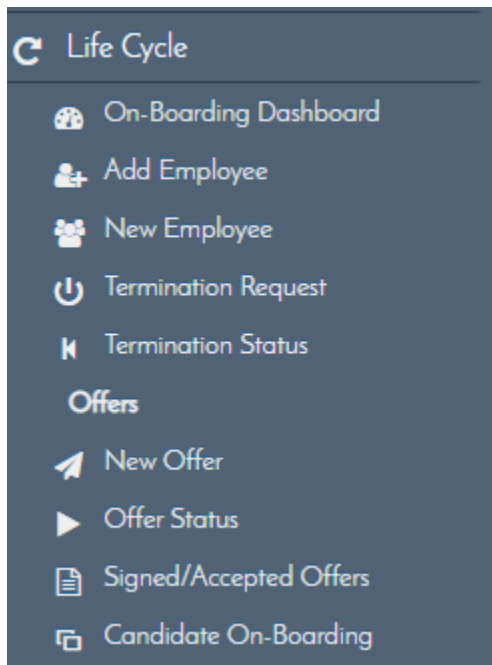 Life Cycle
On-Boarding Dashboard
Add Employee
New Employee
Termination Request
Termination Status
Offers
New Offer
Offer Status
Signed/Accepted Offers
Candidate On-Boarding